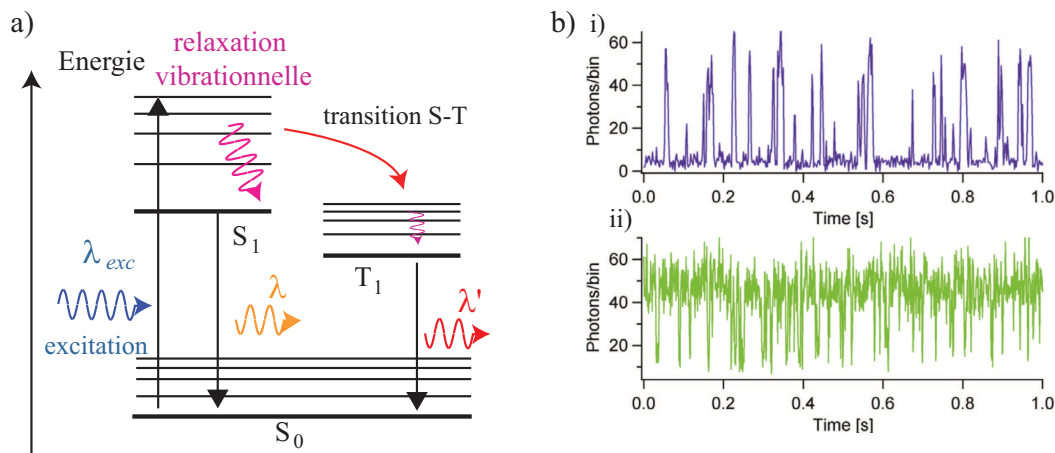 a)
Energie
relaxation
vibrationnelle
transition S-T
S1
T1
λexc
λ
λ'
excitation
S0
b)
i)
Photons/bin
60
40
20
0
0.0 0.2 0.4 0.6 0.8 1.0
Time [s]
ii)
Photons/bin
60
40
20
0.0 0.2 0.4 0.6 0.8 1.0
Time [s]